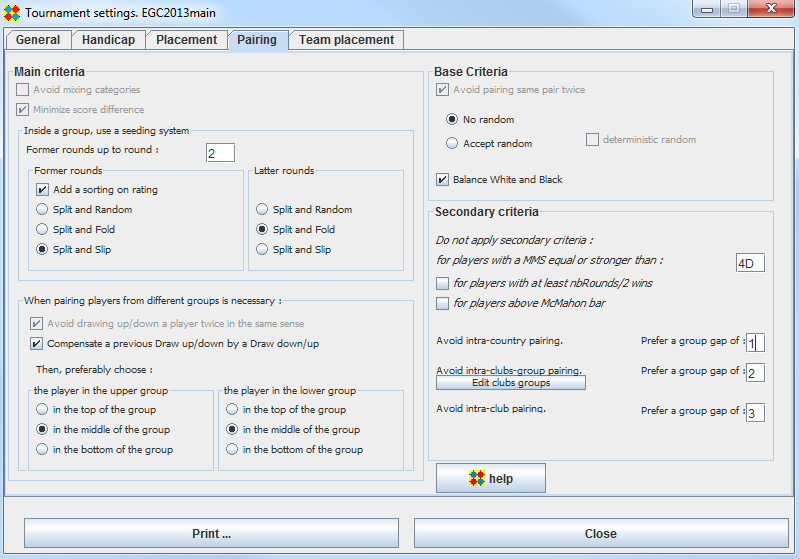 Tournament settings. EGC2013main
General Handicap Placement Pairing Team placement
Main criteria
Avoid mixing categories
Minimize score difference
Inside a group, use a seeding system
Former rounds up to round : 2
Former rounds
Add a sorting on rating
Split and Random
Split and Fold
Split and Slip
Latter rounds
Split and Random
Split and Fold
Split and Slip
When pairing players from different groups is necessary :
Avoid drawing up/down a player twice in the same sense
Compensate a previous Draw up/down by a Draw down/up
Then, preferably choose :
the player in the upper group
in the top of the group
in the middle of the group
in the bottom of the group
the player in the lower group
in the top of the group
in the middle of the group
in the bottom of the group
Base Criteria
Avoid pairing same pair twice
No random
Accept random
deterministic random
Balance White and Black
Secondary criteria
Do not apply secondary criteria :
for players with a MMS equal or stronger than : 4D
for players with at least nbRounds/2 wins
for players above McMahon bar
Avoid intra-country pairing. Prefer a group gap of : 1
Avoid intra-clubs-group pairing. Prefer a group gap of : 2
Edit clubs groups
Avoid intra-club pairing. Prefer a group gap of : 3
help
Print ...
Close